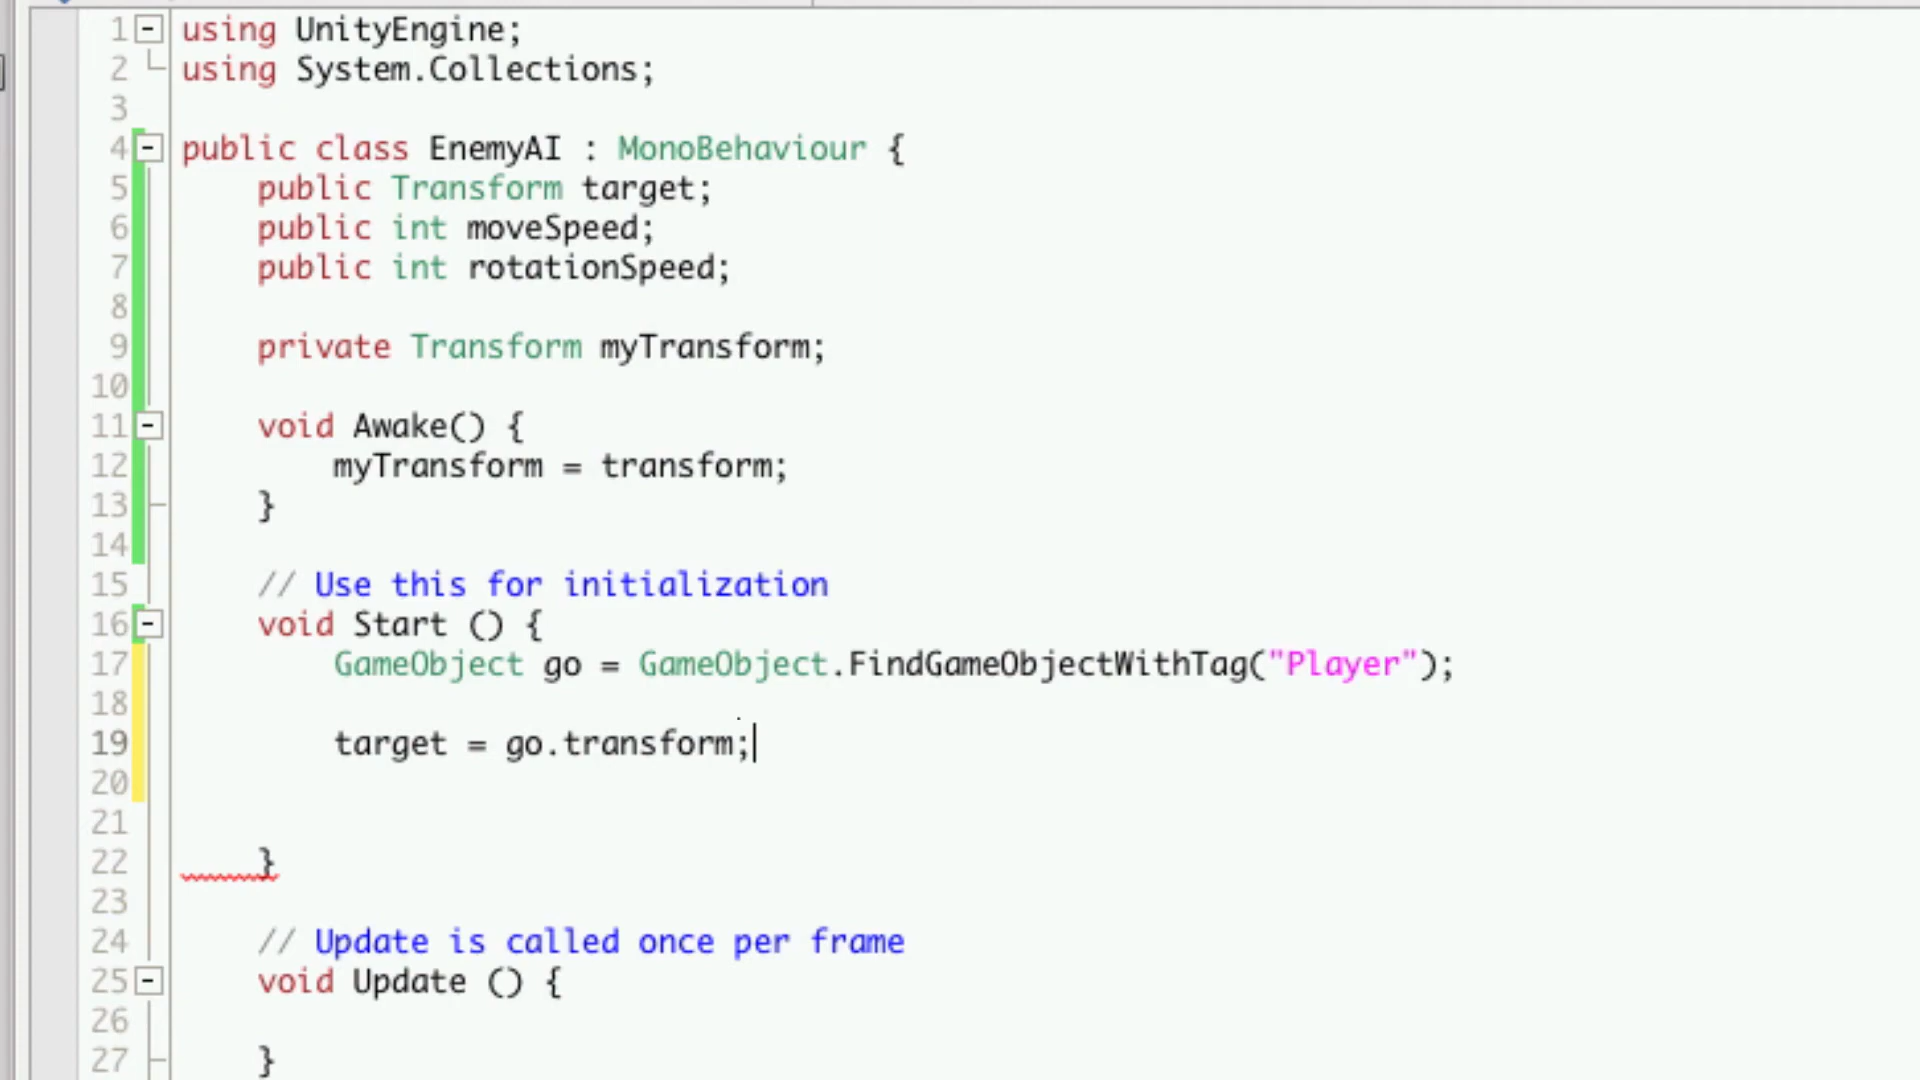 1 using UnityEngine;
2 using System.Collections;
3
4 public class EnemyAI : MonoBehaviour {
5 public Transform target;
6 public int moveSpeed;
7 public int rotationSpeed;
8
9 private Transform myTransform;
10
11 void Awake() {
12 myTransform = transform;
13 }
14
15 // Use this for initialization
16 void Start () {
17 GameObject go = GameObject.FindGameObjectWithTag("Player");
18
19 target = go.transform;
20
21
22 }
23
24 // Update is called once per frame
25 void Update () {
26
27 }